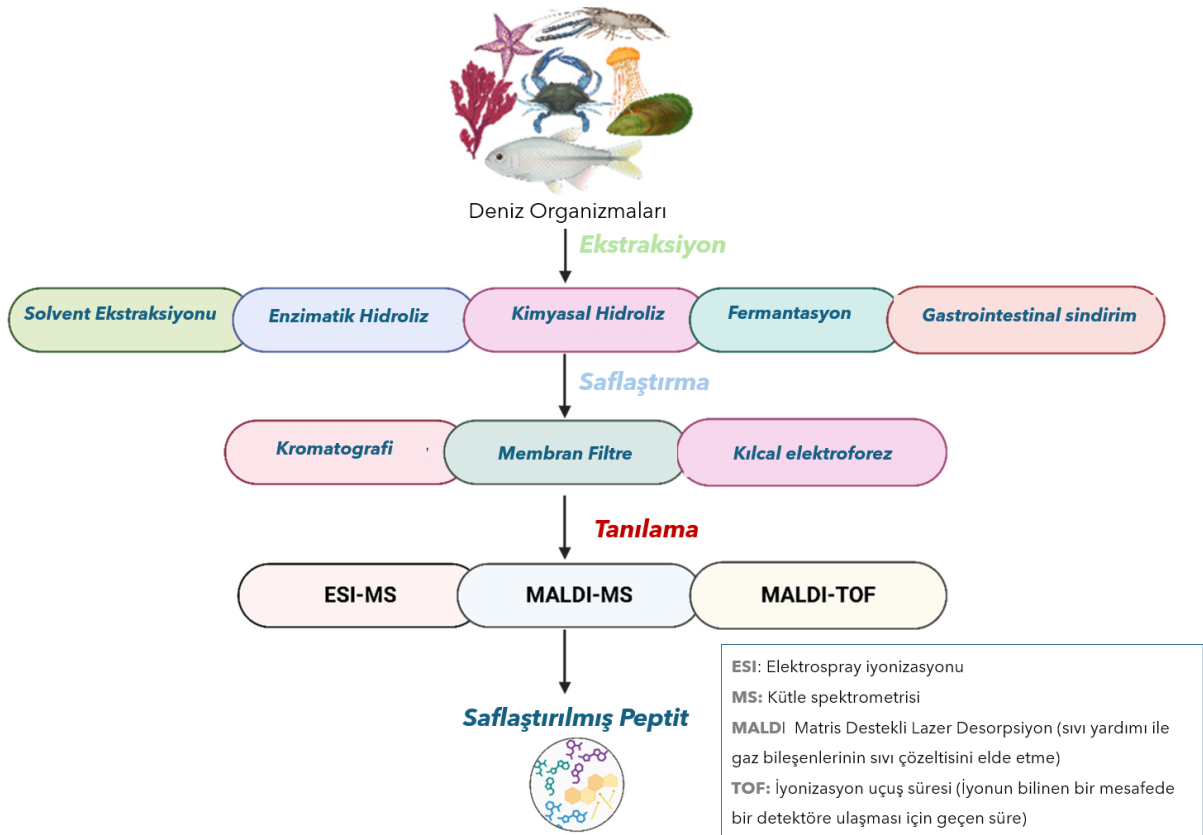 Deniz Organizmaları
Ekstraksiyon
Solvent Ekstraksiyonu
Enzimatik Hidroliz
Kimyasal Hidroliz
Fermantasyon
Gastrointestinal sindirim
Saflaştırma
Kromatografi
Membran Filtre
Kılcal elektroforez
Tanılama
ESI-MS
MALDI-MS
MALDI-TOF
Saflaştırılmış Peptit
ESI: Elektrospray iyonizasyonu
MS: Kütle spektrometrisi
MALDI Matris Destekli Lazer Desorpsiyon (sıvı yardımı ile
gaz bileşenlerinin sıvı çözeltisini elde etme)
TOF: İyonizasyon uçuş süresi (İyonun bilinen bir mesafede
bir detektöre ulaşması için geçen süre)